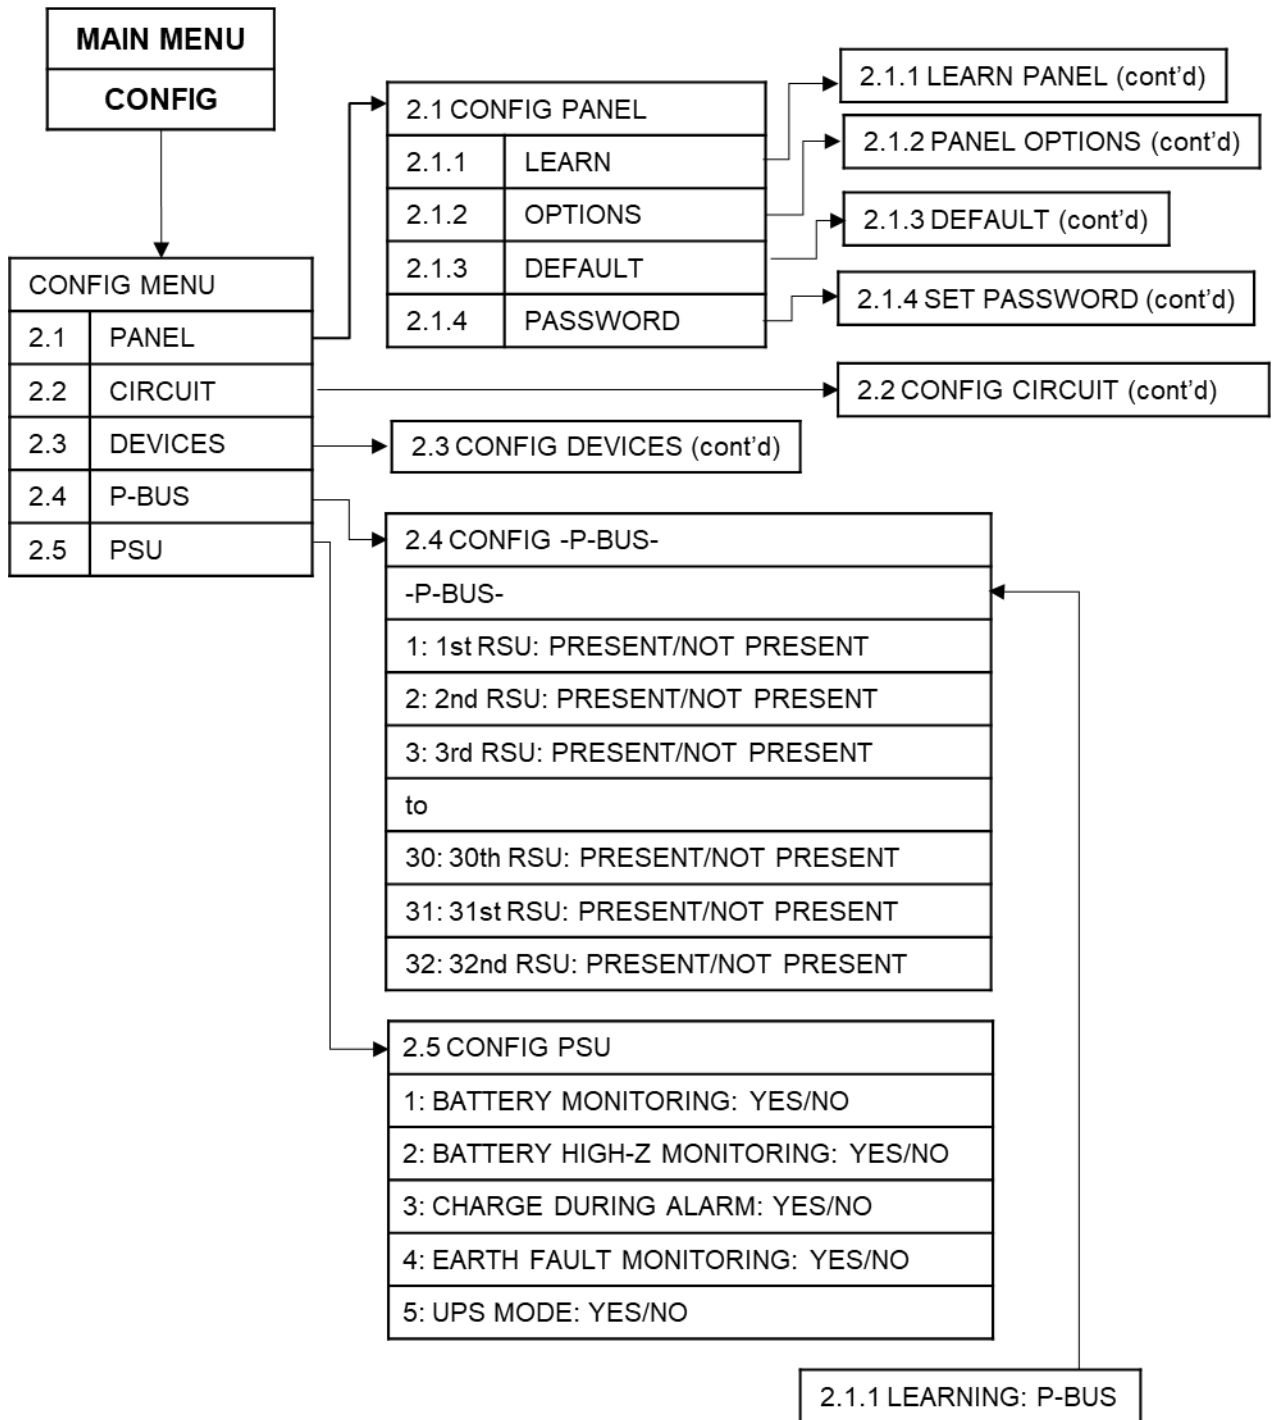 MAIN MENU
CONFIG
CONFIG MENU
2.1 PANEL
2.2 CIRCUIT
2.3 DEVICES
2.4 P-BUS
2.5 PSU
2.1 CONFIG PANEL
2.1.1 LEARN
2.1.2 OPTIONS
2.1.3 DEFAULT
2.1.4 PASSWORD
2.1.1 LEARN PANEL (cont’d)
2.1.2 PANEL OPTIONS (cont’d)
2.1.3 DEFAULT (cont’d)
2.1.4 SET PASSWORD (cont’d)
2.2 CONFIG CIRCUIT (cont’d)
2.3 CONFIG DEVICES (cont’d)
2.4 CONFIG -P-BUS-
-P-BUS-
1: 1st RSU: PRESENT/NOT PRESENT
2: 2nd RSU: PRESENT/NOT PRESENT
3: 3rd RSU: PRESENT/NOT PRESENT
to
30: 30th RSU: PRESENT/NOT PRESENT
31: 31st RSU: PRESENT/NOT PRESENT
32: 32nd RSU: PRESENT/NOT PRESENT
2.5 CONFIG PSU
1: BATTERY MONITORING: YES/NO
2: BATTERY HIGH-Z MONITORING: YES/NO
3: CHARGE DURING ALARM: YES/NO
4: EARTH FAULT MONITORING: YES/NO
5: UPS MODE: YES/NO
2.1.1 LEARNING: P-BUS